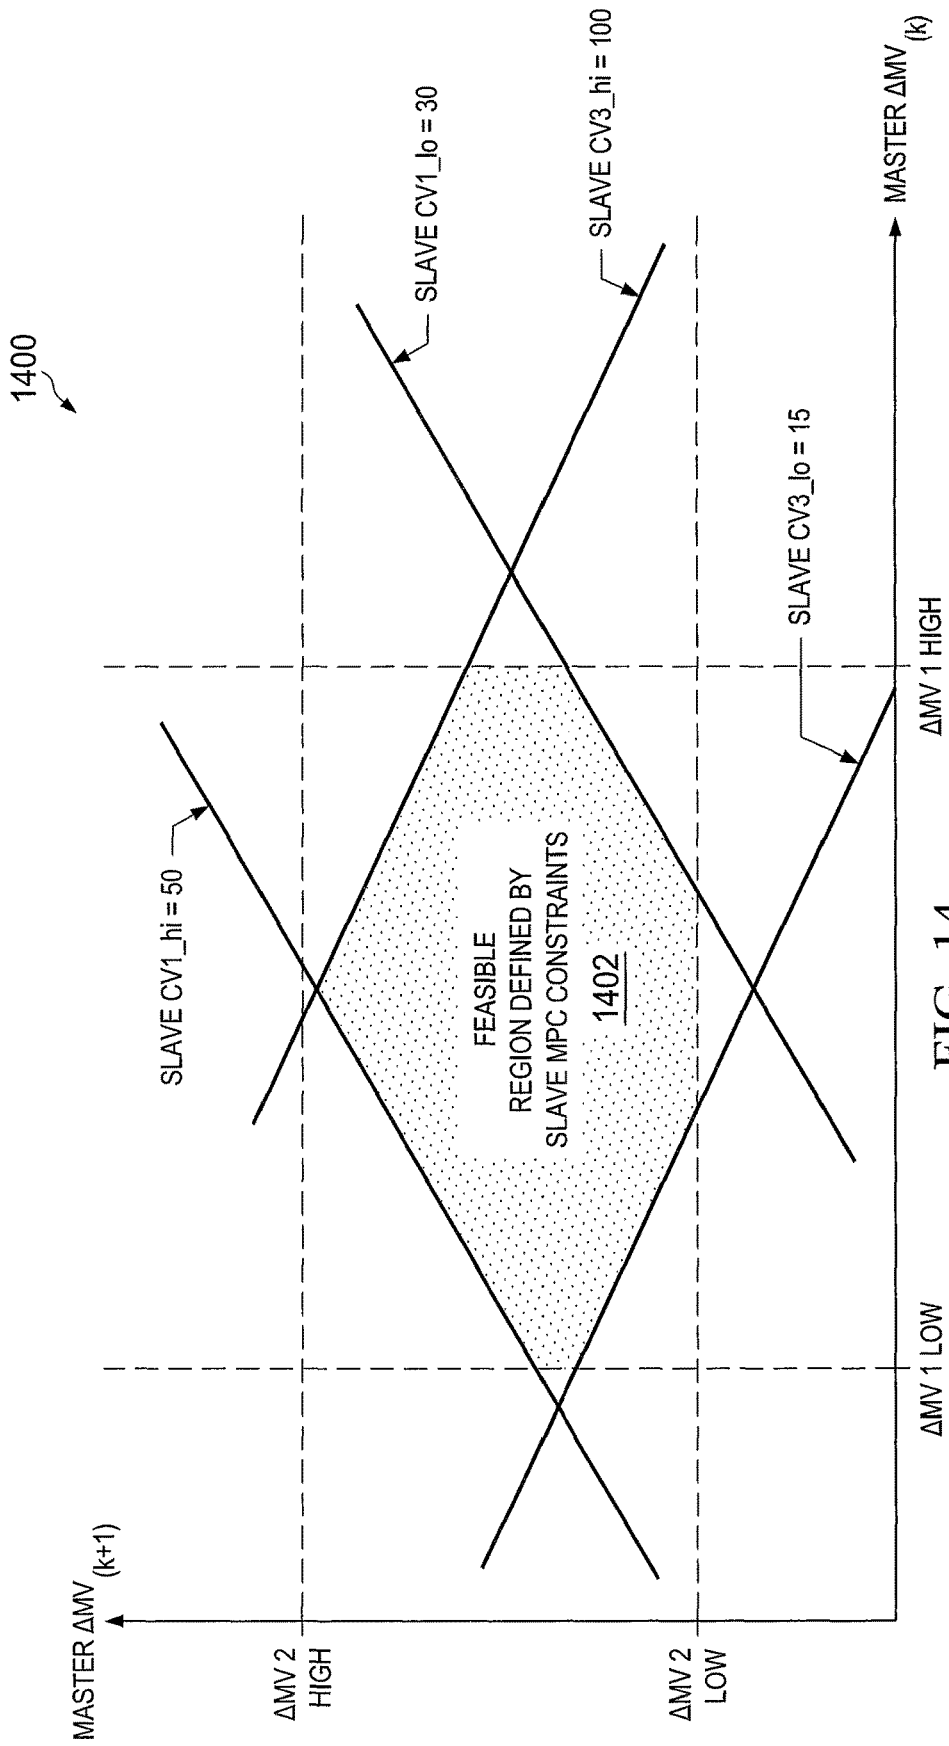 1400
MASTER ΔMV (k+1)
ΔMV 2
HIGH
ΔMV 2
LOW
SLAVE CV1_hi = 50
SLAVE CV1_lo = 30
SLAVE CV3_hi = 100
SLAVE CV3_lo = 15
FEASIBLE
REGION DEFINED BY
SLAVE MPC CONSTRAINTS
1402
ΔMV 1 LOW
ΔMV 1 HIGH
MASTER ΔMV (k)
FIG. 14